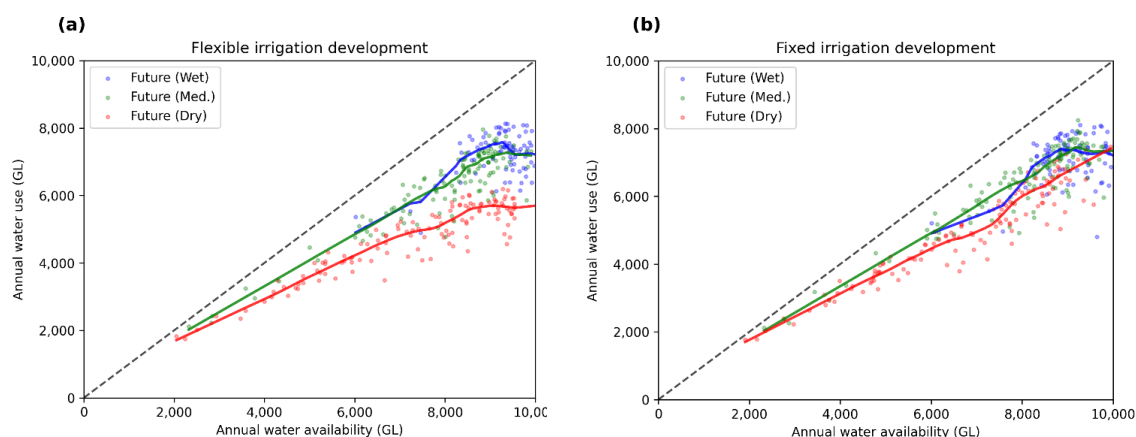 (a)
Flexible irrigation development
10,000
8,000
6,000
4,000
2,000
0
Annual water use (GL)
Future (Wet)
Future (Med.)
Future (Dry)
0 2,000 4,000 6,000 8,000 10,00
Annual water availability (GL)
(b)
Fixed irrigation development
10,000
8,000
6,000
4,000
2,000
0
Annual water use (GL)
Future (Wet)
Future (Med.)
Future (Dry)
0 2,000 4,000 6,000 8,000 10,000
Annual water availability (GL)